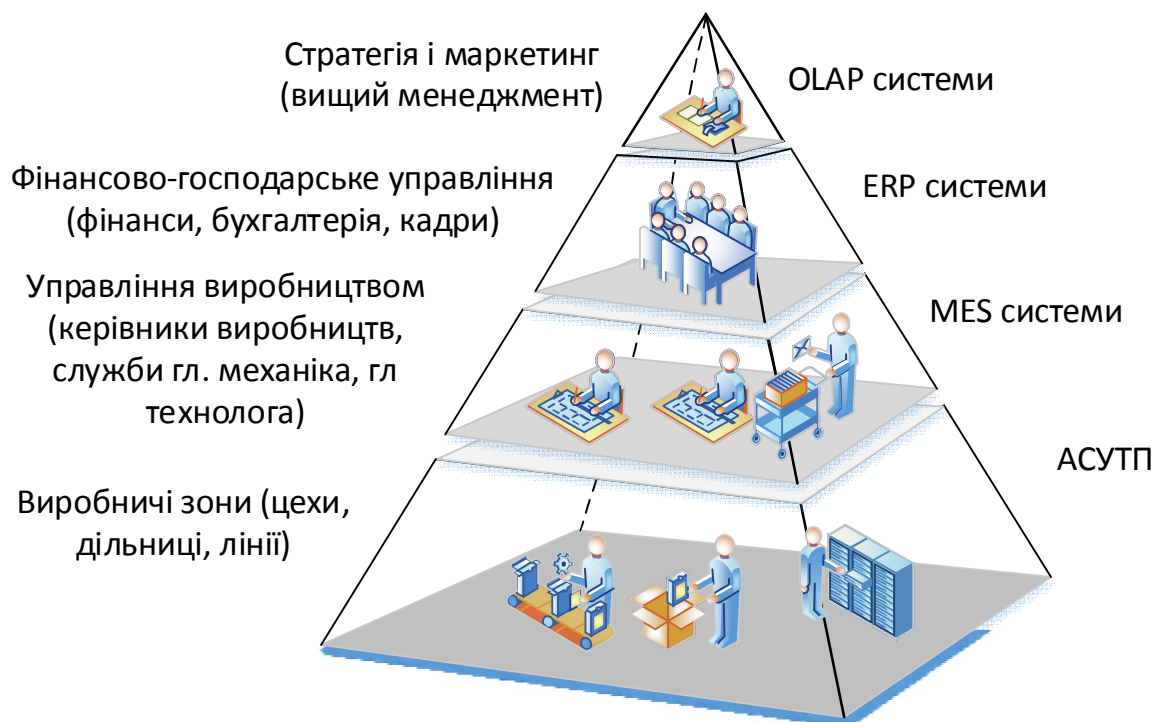 Стратегія і маркетинг
(вищий менеджмент)
OLAP системи
Фінансово-господарське управління
(фінанси, бухгалтерія, кадри)
ERP системи
Управління виробництвом
(керівники виробництв,
служби гл. механіка, гл
технолога)
MES системи
Виробничі зони (цехи,
дільниці, лінії)
АСУТП